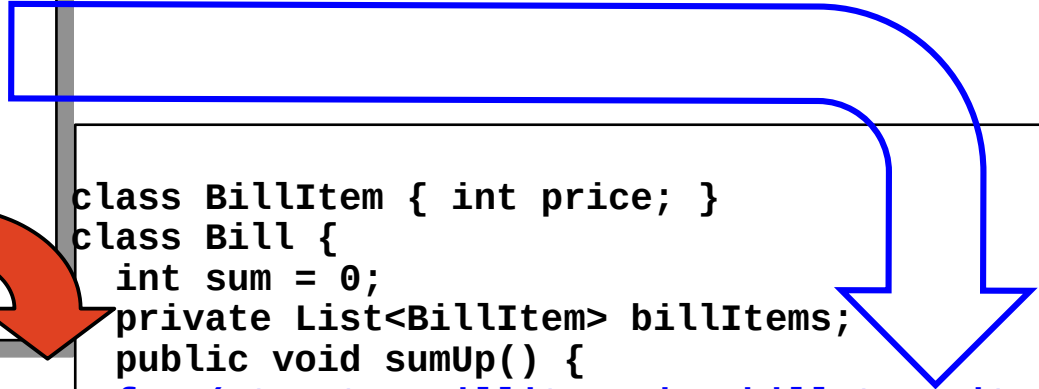 class BillItem { int price; }
class Bill {
int sum = 0;
private List<BillItem> billItems;
public void sumUp() {